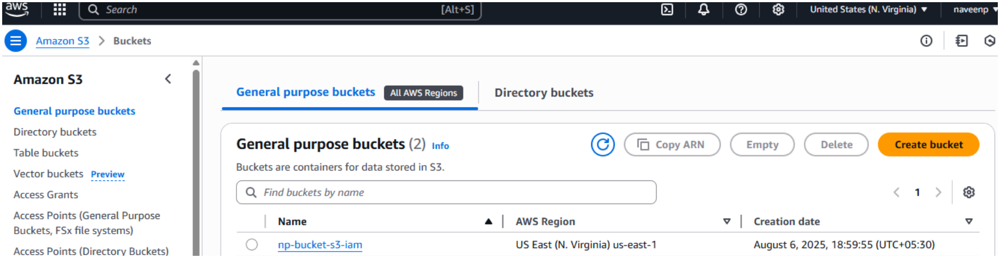 aws
Search [Alt+S]
United States (N. Virginia) ▼
naveenp ▼
Amazon S3 > Buckets
Amazon S3
General purpose buckets
Directory buckets
Table buckets
Vector buckets Preview
Access Grants
Access Points (General Purpose
Buckets, FSx file systems)
Access Points (Directory Buckets)
General purpose buckets All AWS Regions
Directory buckets
General purpose buckets (2) Info
Copy ARN
Empty
Delete
Create bucket
Buckets are containers for data stored in S3.
Find buckets by name
1
Name AWS Region Creation date
np-bucket-s3-iam US East (N. Virginia) us-east-1 August 6, 2025, 18:59:55 (UTC+05:30)